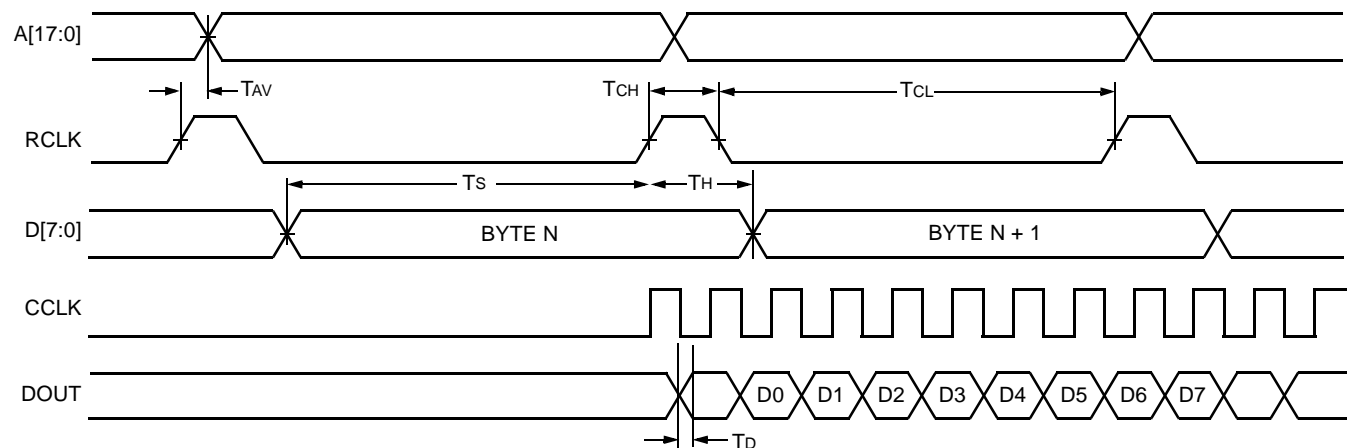 A[17:0]
TAV
TCH
TCL
RCLK
TS
TH
D[7:0]
BYTE N
BYTE N + 1
CCLK
DOUT
D0 D1 D2 D3 D4 D5 D6 D7
TD